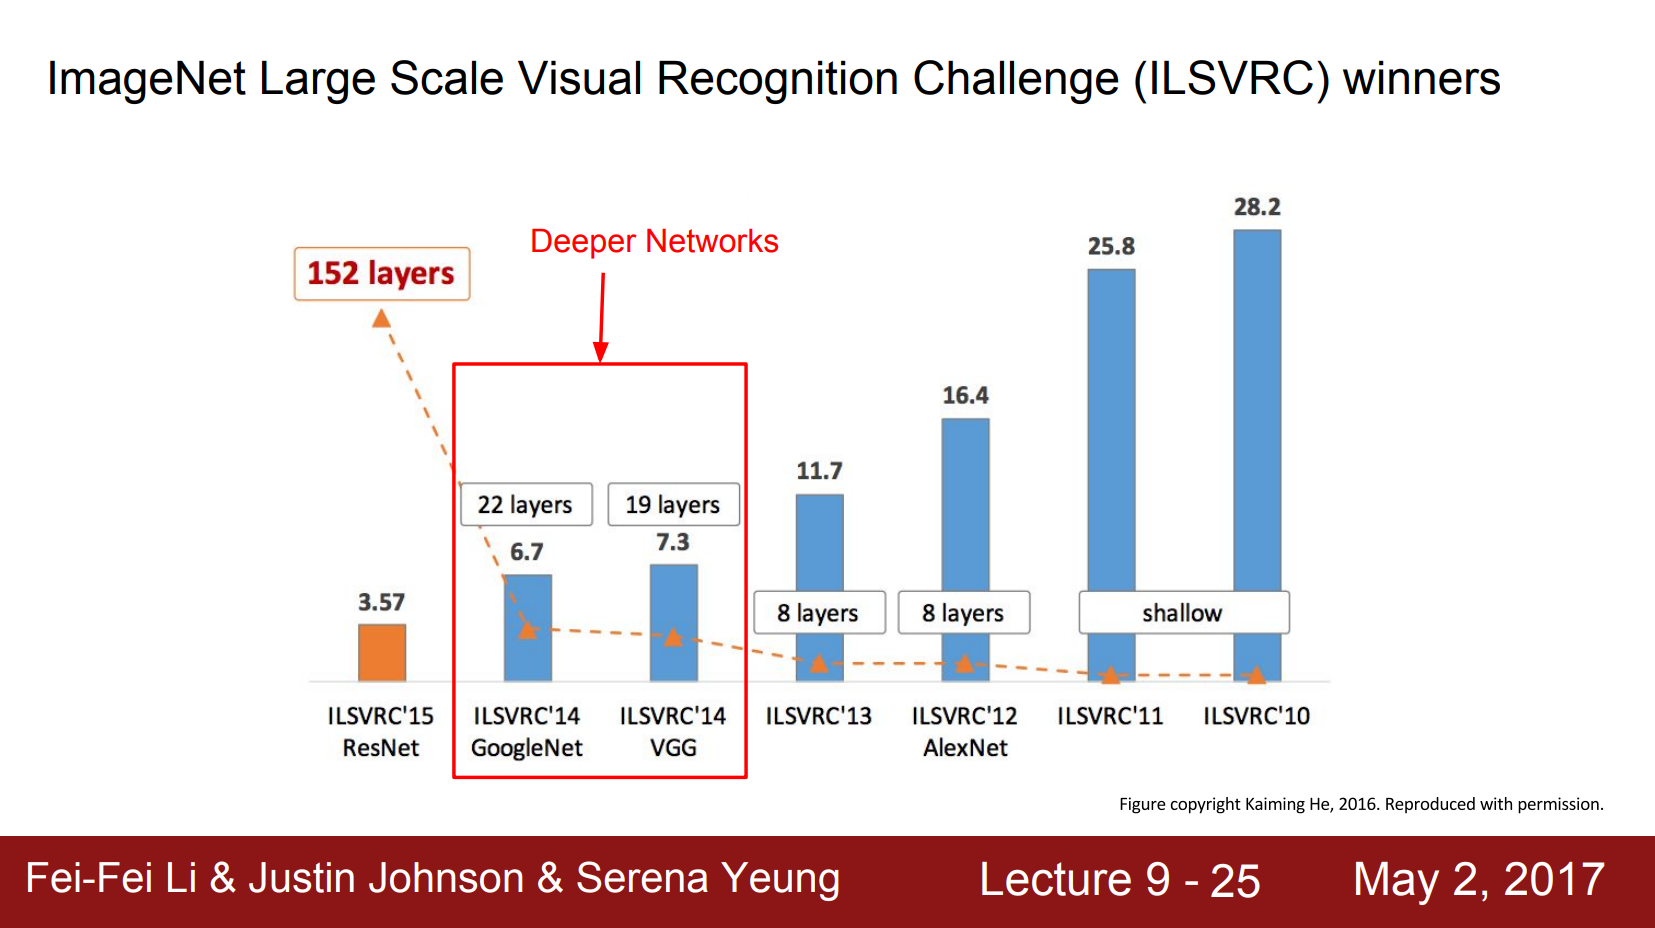 ImageNet Large Scale Visual Recognition Challenge (ILSVRC) winners
28.2
Deeper Networks
25.8
152 layers
16.4
11.7
22 layers
19 layers
6.7
7.3
3.57
8 layers
8 layers
shallow
ILSVRC'15
ResNet
ILSVRC'14
GoogleNet
ILSVRC'14
VGG
ILSVRC'13
ILSVRC'12
AlexNet
ILSVRC'11
ILSVRC'10
Figure copyright Kaiming He, 2016. Reproduced with permission.
Fei-Fei Li & Justin Johnson & Serena Yeung
Lecture 9 - 25
May 2, 2017